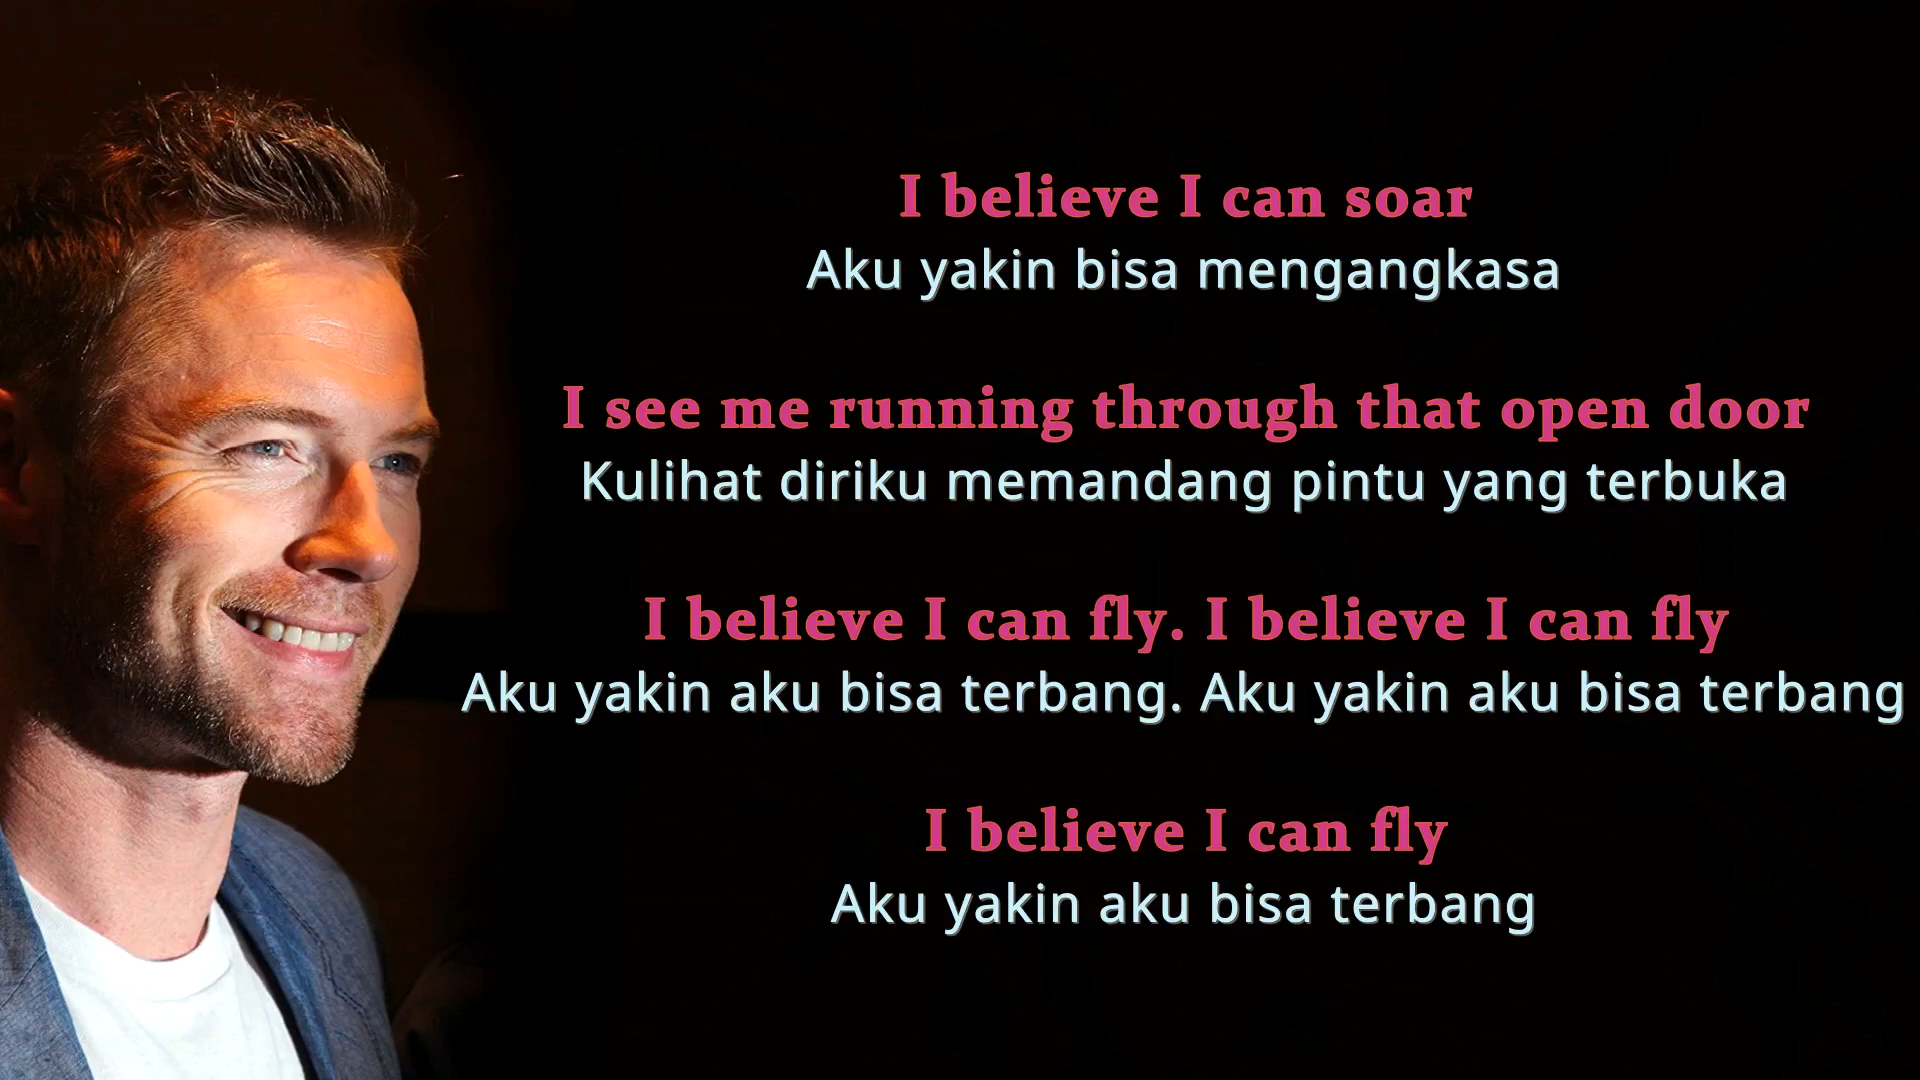 I believe I can soar
Aku yakin bisa mengangkasa
I see me running through that open door
Kulihat diriku memandang pintu yang terbuka
I believe I can fly. I believe I can fly
Aku yakin aku bisa terbang. Aku yakin aku bisa terbang
I believe I can fly
Aku yakin aku bisa terbang